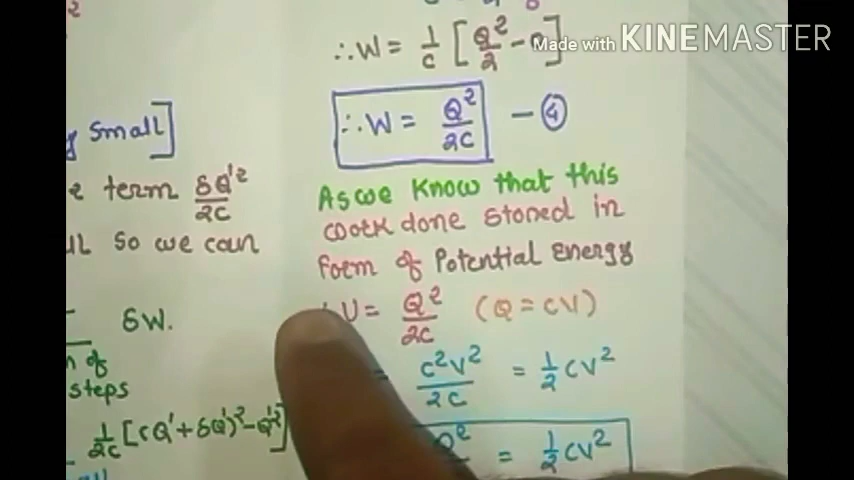 ∴W = 1/C [Q²/2 - 0]
Made with KINEMASTER
∴W = Q²/2C - ④
As we know that this
work done stored in
form of Potential Energy
U = Q²/2C (Q = CV)
= C²V²/2C = 1/2 CV²
= 1/2 CV²
small]
term δQ'²/2C
so we can
δW.
of
steps
1/2C [(Q' + δQ')² - Q'²]